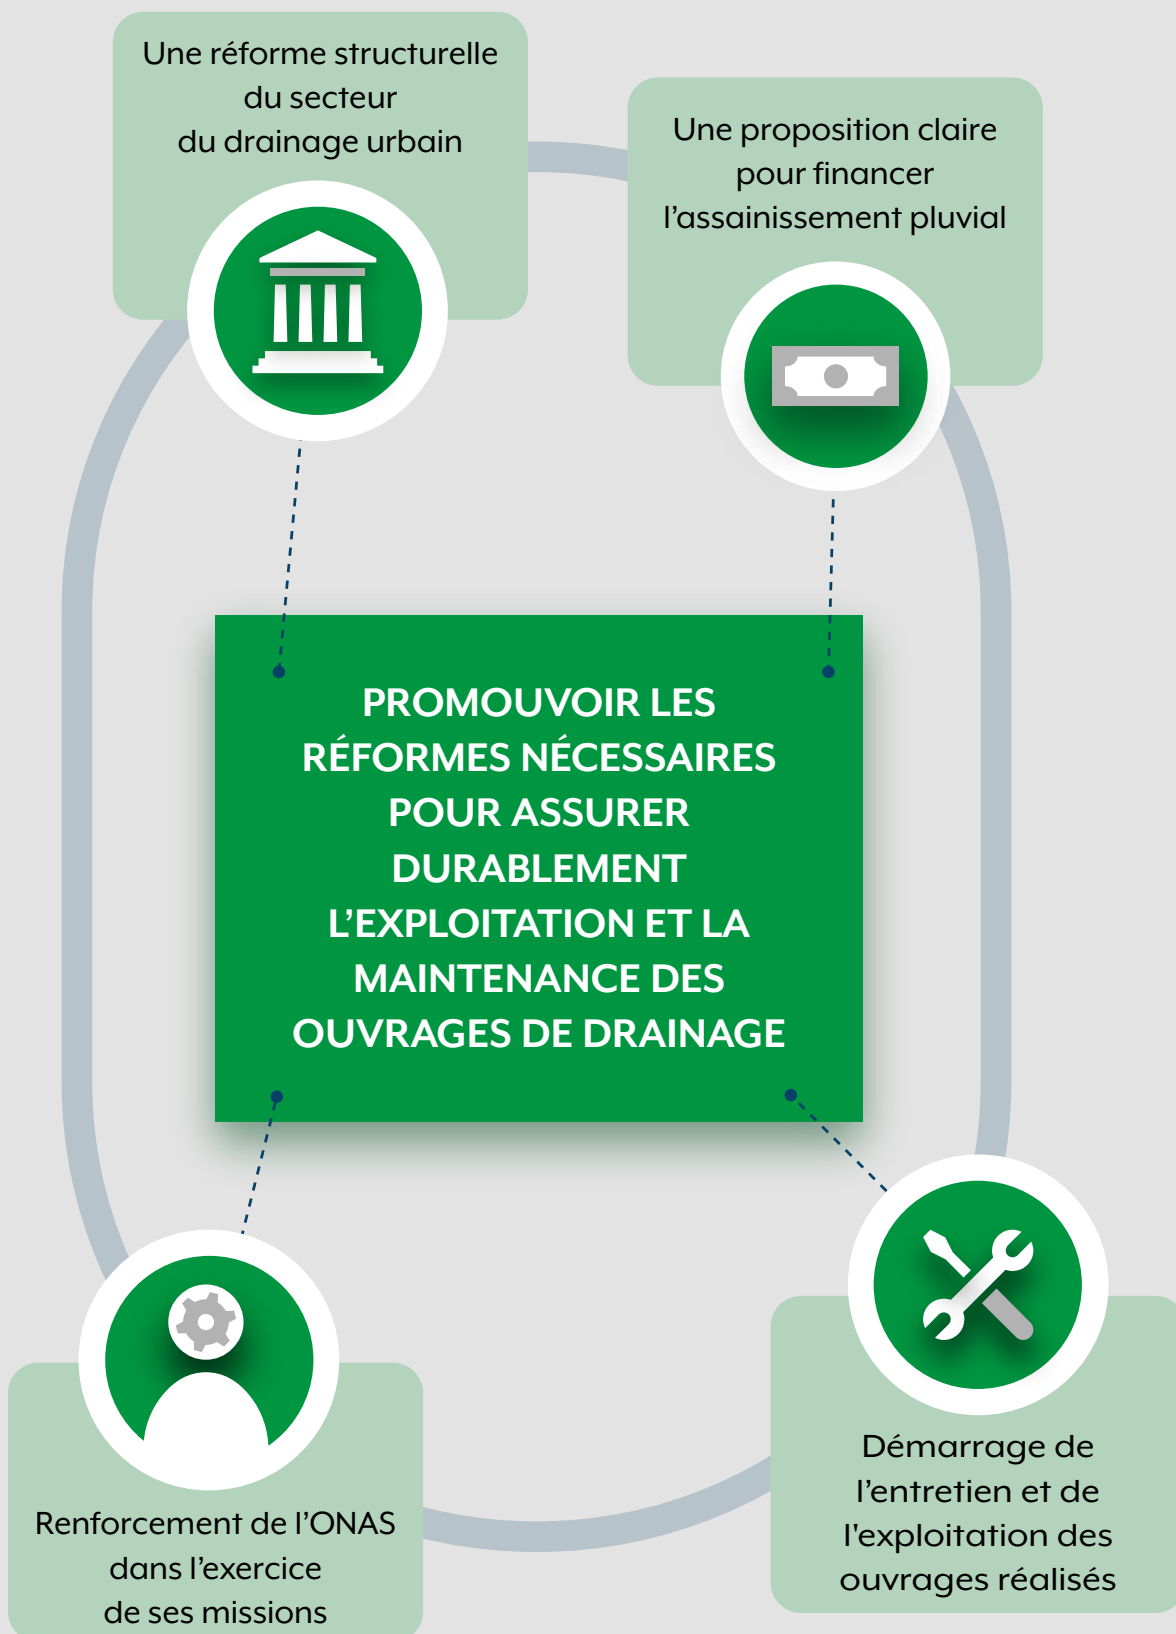 Une réforme structurelle
du secteur
du drainage urbain
Une proposition claire
pour financer
l’assainissement pluvial
PROMOUVOIR LES
RÉFORMES NÉCESSAIRES
POUR ASSURER
DURABLEMENT
L’EXPLOITATION ET LA
MAINTENANCE DES
OUVRAGES DE DRAINAGE
Renforcement de l’ONAS
dans l’exercice
de ses missions
Démarrage de
l’entretien et de
l'exploitation des
ouvrages réalisés